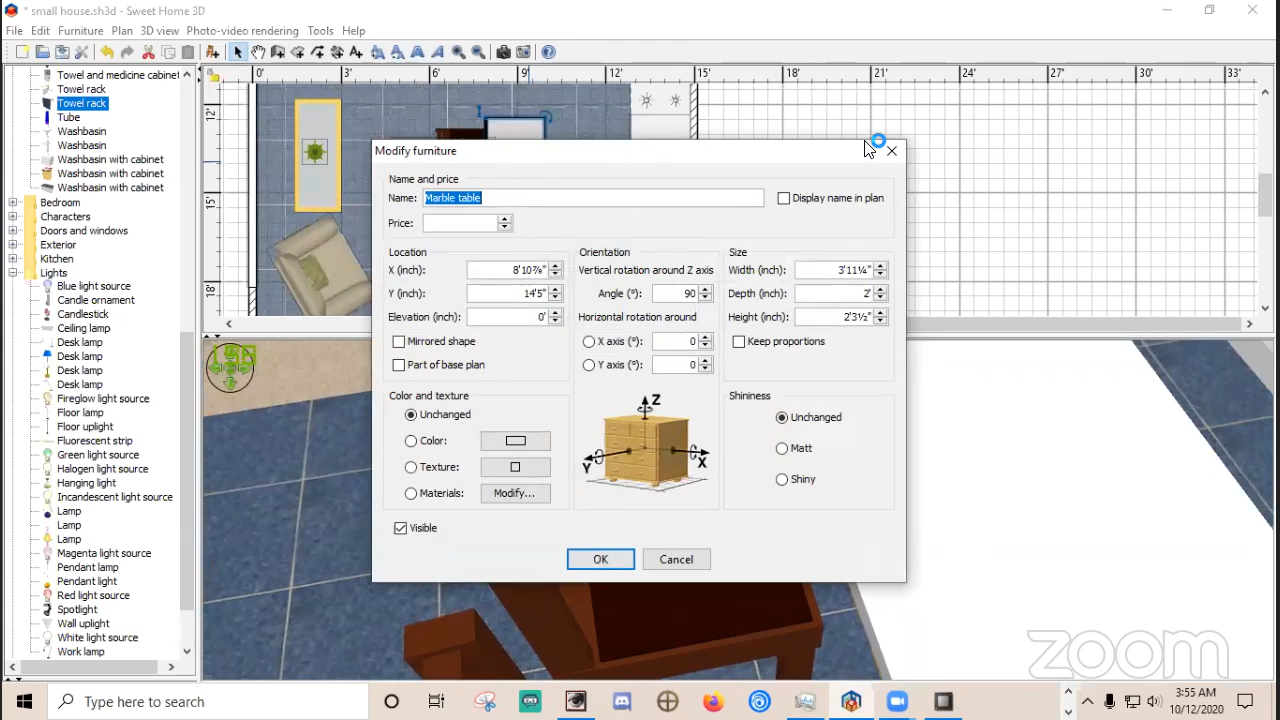 * small house.sh3d - Sweet Home 3D
File Edit Furniture Plan 3D view Photo-video rendering Tools Help
0' 3' 6' 9' 12' 15' 18' 21' 24' 27' 30' 33'
12'
15'
18'
Towel and medicine cabinet
Towel rack
Towel rack
Tube
Washbasin
Washbasin
Washbasin with cabinet
Washbasin with cabinet
Washbasin with cabinet
Bedroom
Characters
Doors and windows
Exterior
Kitchen
Lights
Blue light source
Candle ornament
Candlestick
Ceiling lamp
Desk lamp
Desk lamp
Desk lamp
Desk lamp
Fireglow light source
Floor lamp
Floor uplight
Fluorescent strip
Green light source
Halogen light source
Hanging light
Incandescent light source
Lamp
Lamp
Lamp
Magenta light source
Pendant lamp
Pendant light
Red light source
Spotlight
Wall uplight
White light source
Work lamp
Modify furniture
Name and price
Name: Marble table Display name in plan
Price:
Location
X (inch): 8'10⅞"
Y (inch): 14'5"
Elevation (inch): 0'
Mirrored shape
Part of base plan
Orientation
Vertical rotation around Z axis
Angle (°): 90
Horizontal rotation around
X axis (°): 0
Y axis (°): 0
Size
Width (inch): 3'11¼"
Depth (inch): 2'
Height (inch): 2'3½"
Keep proportions
Color and texture
Unchanged
Color:
Texture:
Materials: Modify...
Z
Y
X
Shininess
Unchanged
Matt
Shiny
Visible
OK Cancel
zoom
Type here to search
3:55 AM
10/12/2020